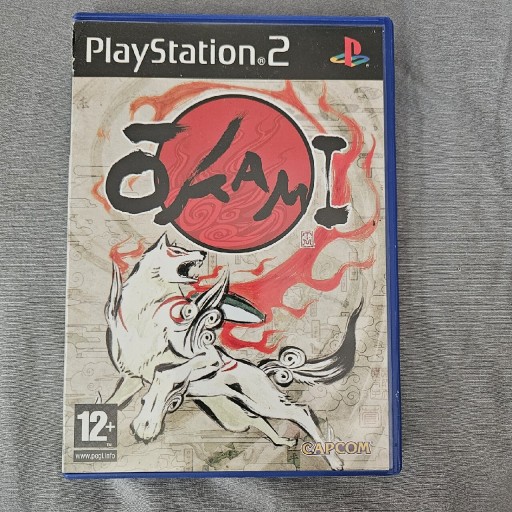 PlayStation®2
ŌKAMI
12+
www.pegi.info
CAPCOM